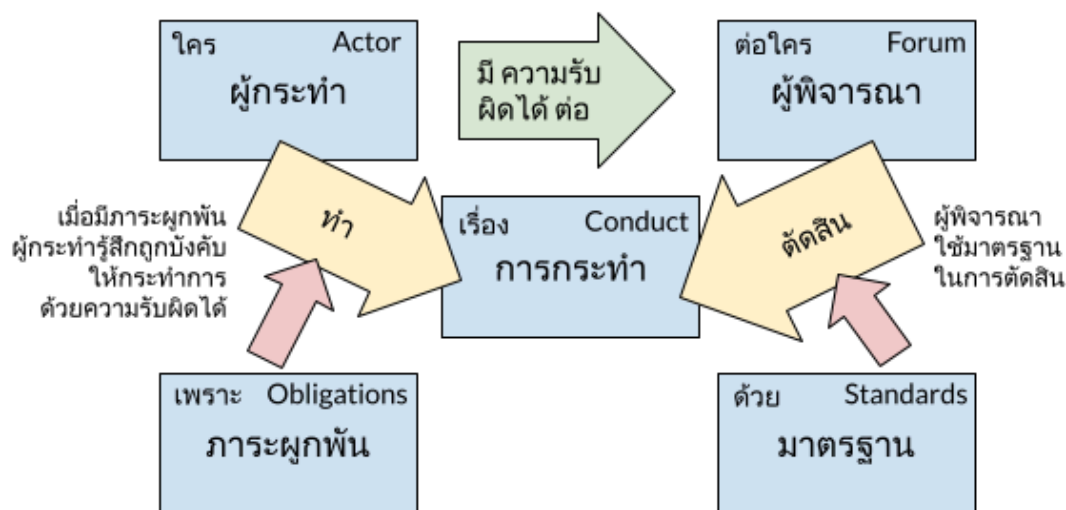 ใคร Actor
ผู้กระทำ
มี ความรับ
ผิดได้ ต่อ
ต่อใคร Forum
ผู้พิจารณา
ทำ
เรื่อง Conduct
การกระทำ
ตัดสิน
เมื่อมีภาระผูกพัน
ผู้กระทำรู้สึกถูกบังคับ
ให้กระทำการ
ด้วยความรับผิดได้
ผู้พิจารณา
ใช้มาตรฐาน
ในการตัดสิน
เพราะ Obligations
ภาระผูกพัน
ด้วย Standards
มาตรฐาน